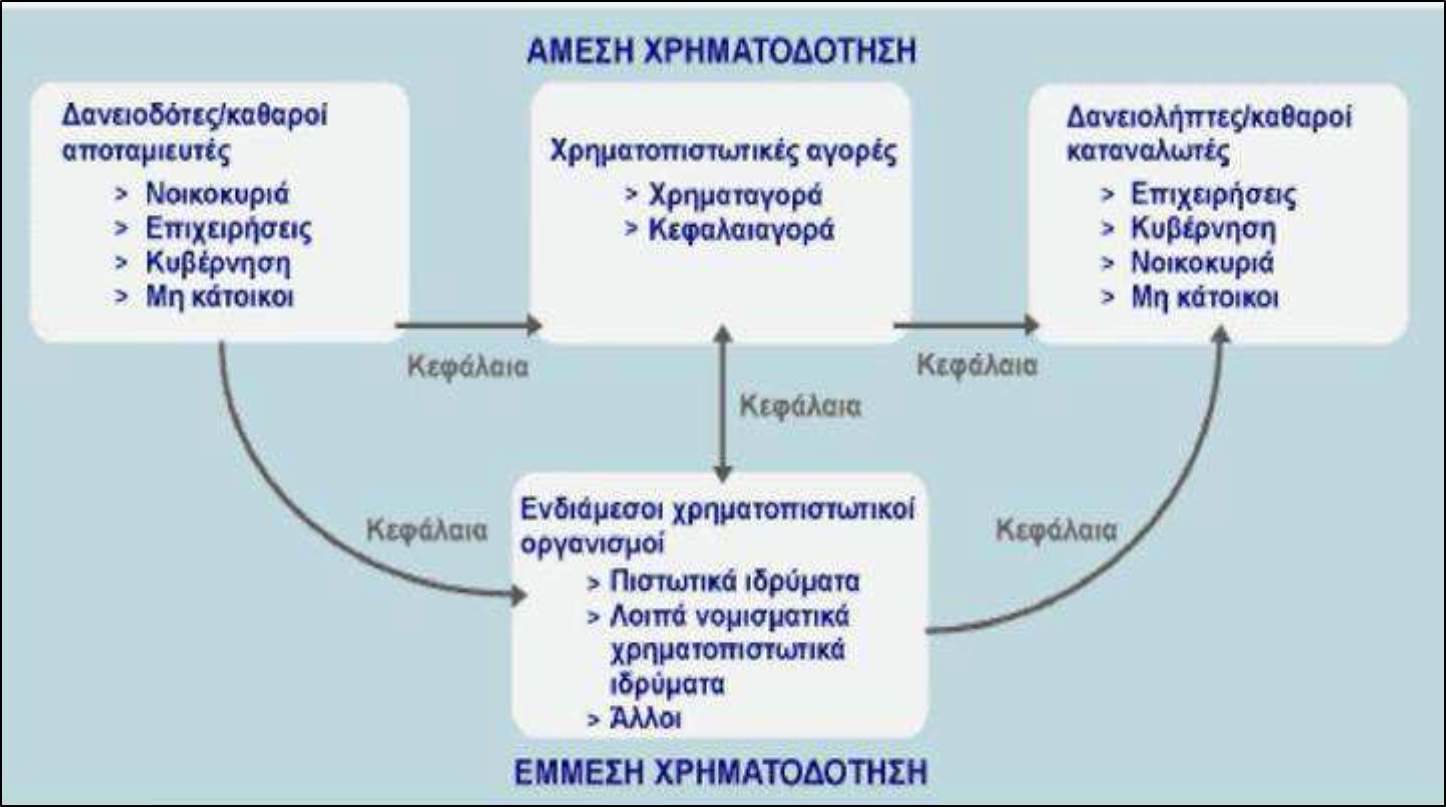 ΑΜΕΣΗ ΧΡΗΜΑΤΟΔΟΤΗΣΗ
Δανειοδότες/καθαροί
αποταμιευτές
> Νοικοκυριά
> Επιχειρήσεις
> Κυβέρνηση
> Μη κάτοικοι
Χρηματοπιστωτικές αγορές
> Χρηματαγορά
> Κεφαλαιαγορά
Δανειολήπτες/καθαροί
καταναλωτές
> Επιχειρήσεις
> Κυβέρνηση
> Νοικοκυριά
> Μη κάτοικοι
Κεφάλαια
Κεφάλαια
Κεφάλαια
Κεφάλαια
Κεφάλαια
Ενδιάμεσοι χρηματοπιστωτικοί
οργανισμοί
> Πιστωτικά ιδρύματα
> Λοιπά νομισματικά
χρηματοπιστωτικά
ιδρύματα
> Άλλοι
ΕΜΜΕΣΗ ΧΡΗΜΑΤΟΔΟΤΗΣΗ